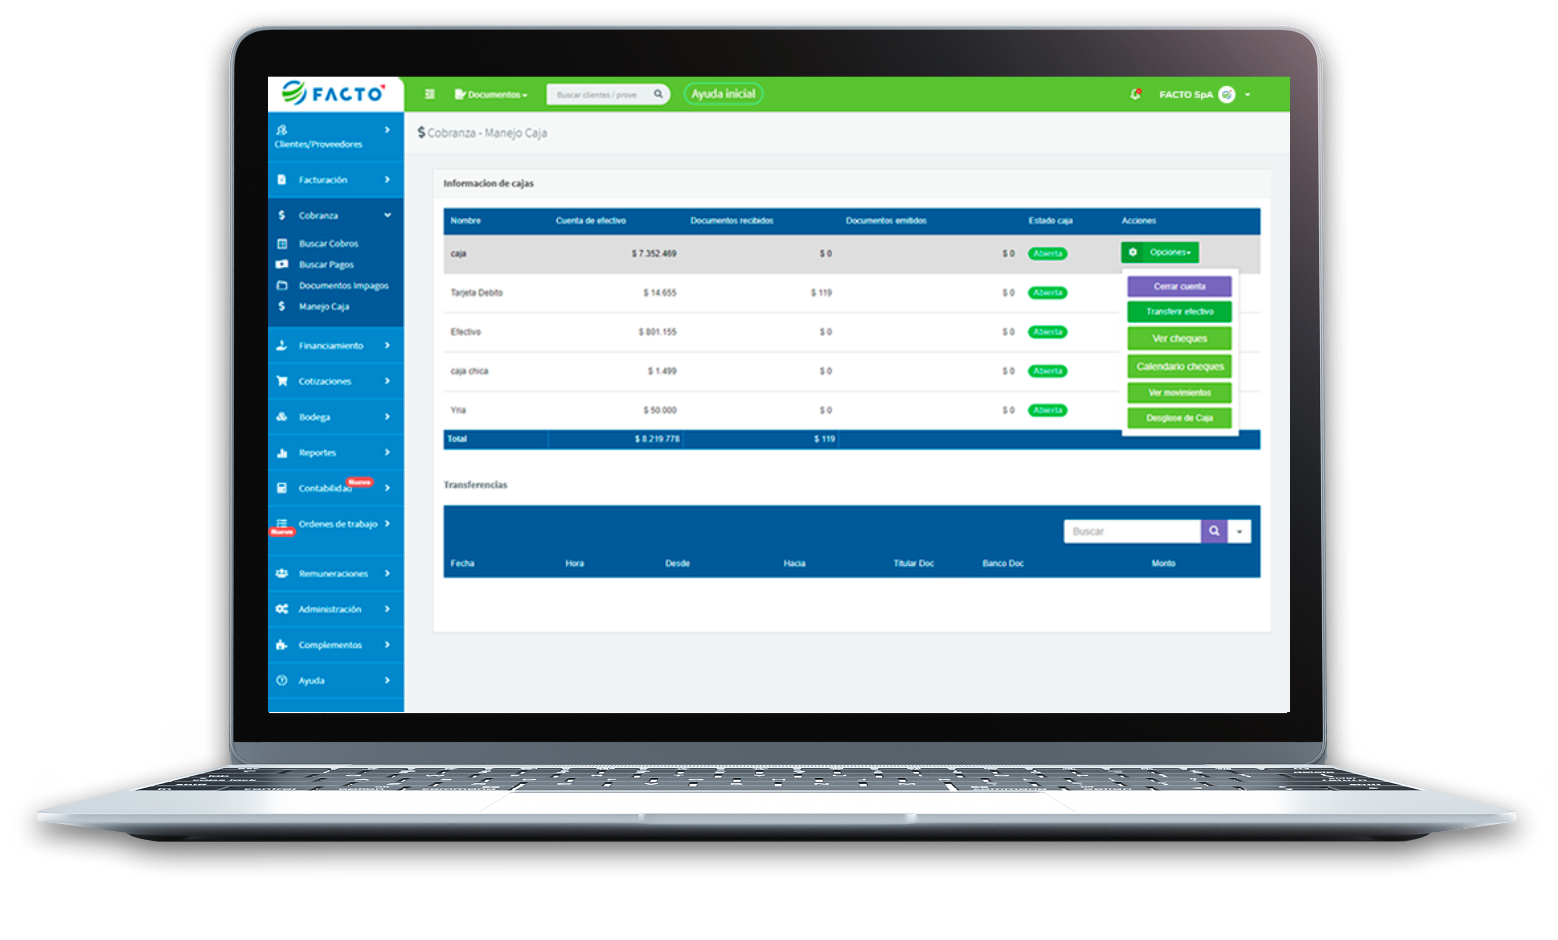 FACTO
Documentos
Buscar clientes / prove
Ayuda inicial
FACTO SpA
Clientes/Proveedores
Facturación
Cobranza
Buscar Cobros
Buscar Pagos
Documentos Impagos
Manejo Caja
Financiamiento
Cotizaciones
Bodega
Reportes
Contabilidad
Nuevo
Ordenes de trabajo
Nuevo
Remuneraciones
Administración
Complementos
Ayuda
$ Cobranza - Manejo Caja
Informacion de cajas
Nombre Cuenta de efectivo Documentos recibidos Documentos emitidos Estado caja Acciones
caja $ 7.352.469 $ 0 $ 0 Abierta Opciones
Tarjeta Debito $ 14.655 $ 119 $ 0 Abierta
Efectivo $ 801.155 $ 0 $ 0 Abierta
caja chica $ 1.499 $ 0 $ 0 Abierta
Yria $ 50.000 $ 0 $ 0 Abierta
Total $ 8.219.778 $ 119
Cerrar cuenta
Transferir efectivo
Ver cheques
Calendario cheques
Ver movimientos
Desglose de Caja
Transferencias
Buscar
Fecha Hora Desde Hacia Titular Doc Banco Doc Monto